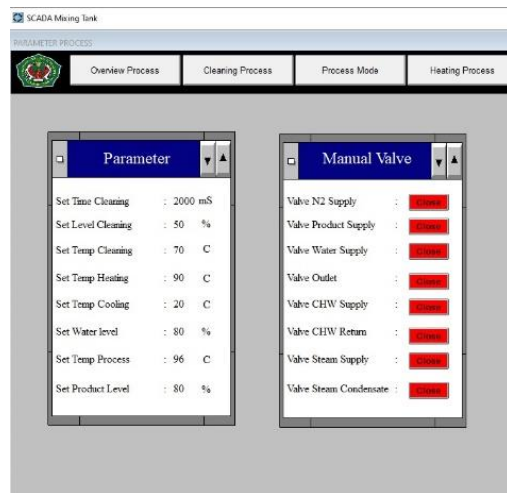 SCADA Mixing Tank
PARAMETER PROCESS
Overview Process
Cleaning Process
Process Mode
Heating Process
Parameter
Set Time Cleaning : 2000 mS
Set Level Cleaning : 50 %
Set Temp Cleaning : 70 C
Set Temp Heating : 90 C
Set Temp Cooling : 20 C
Set Water level : 80 %
Set Temp Process : 96 C
Set Product Level : 80 %
Manual Valve
Valve N2 Supply : Close
Valve Product Supply : Close
Valve Water Supply : Close
Valve Outlet : Close
Valve CHW Supply : Close
Valve CHW Return : Close
Valve Steam Supply : Close
Valve Steam Condensate : Close